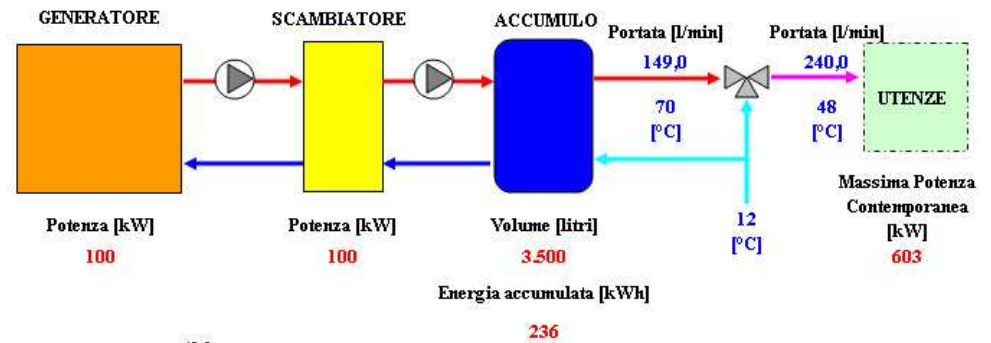 GENERATORE
SCAMBIATORE
ACCUMULO
Portata [l/min]
Portata [l/min]
149,0
240,0
70
[°C]
48
[°C]
UTENZE
Potenza [kW]
100
Potenza [kW]
100
Volume [litri]
3.500
12
[°C]
Massima Potenza
Contemporanea
[kW]
603
Energia accumulata [kWh]
236